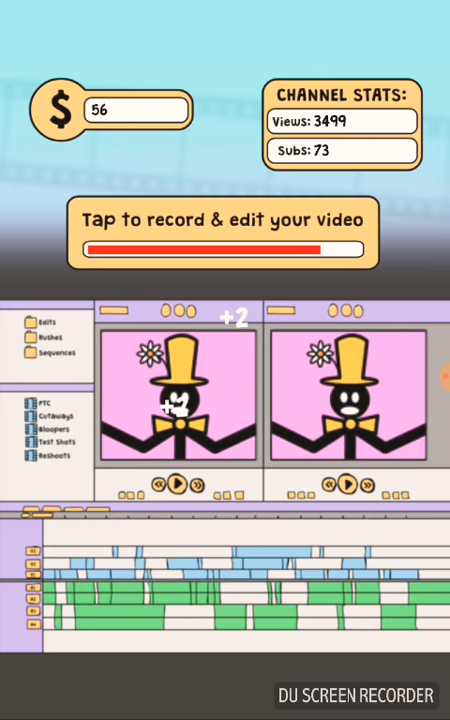 $
56
CHANNEL STATS:
Views: 3499
Subs: 73
Tap to record & edit your video
+2
Edits
Rushes
Sequences
+2
PTC
Cutaways
Bloopers
Test Shots
Reshoots
DU SCREEN RECORDER